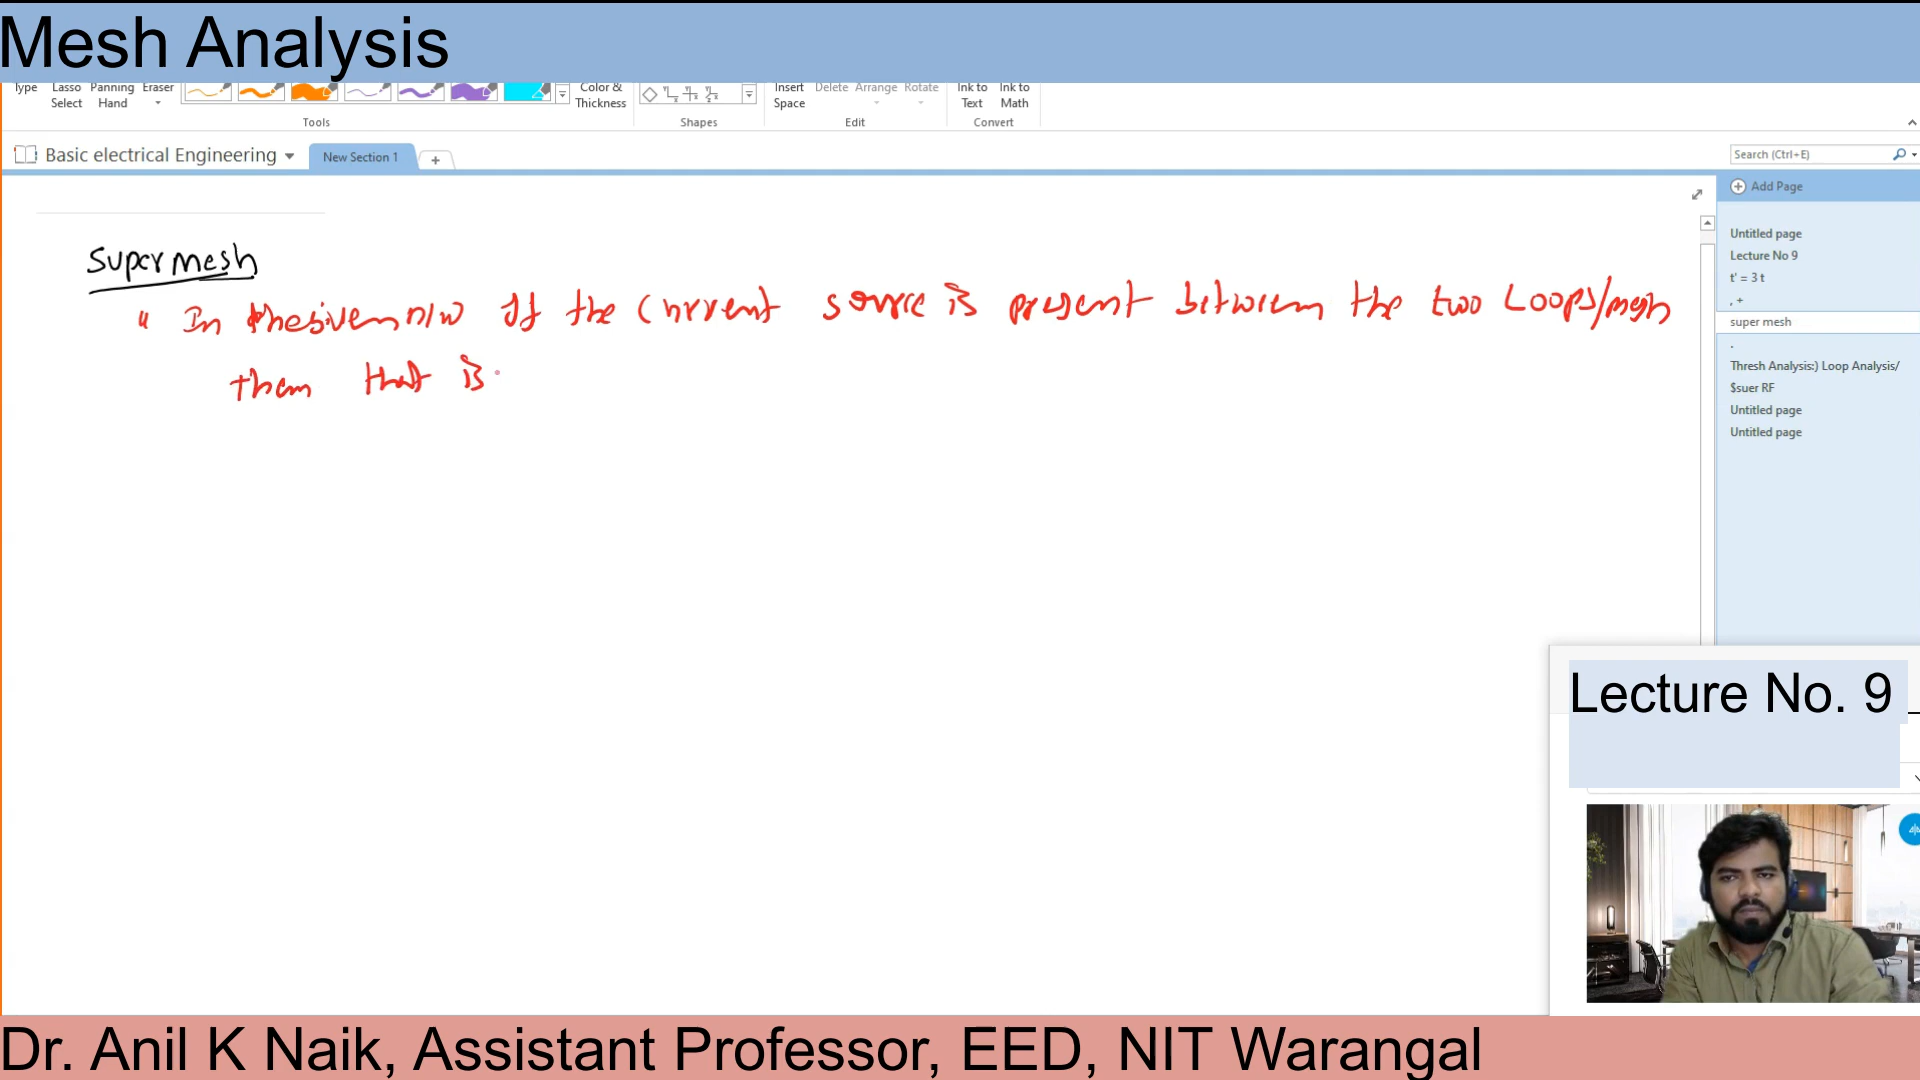 Mesh Analysis
Type Lasso Select Panning Hand Eraser Color & Thickness Insert Space Delete Arrange Rotate Ink to Text Ink to Math
Tools Shapes Edit Convert
Basic electrical Engineering New Section 1 + Search (Ctrl+E)
Add Page
Untitled page
Lecture No 9
t' = 3 t
, +
super mesh
.
Thresh Analysis:) Loop Analysis/
$suer RF
Untitled page
Untitled page
Super mesh
" In the given n/w If the Current source is present between the two Loops/mesh
then that is
Lecture No. 9
Dr. Anil K Naik, Assistant Professor, EED, NIT Warangal